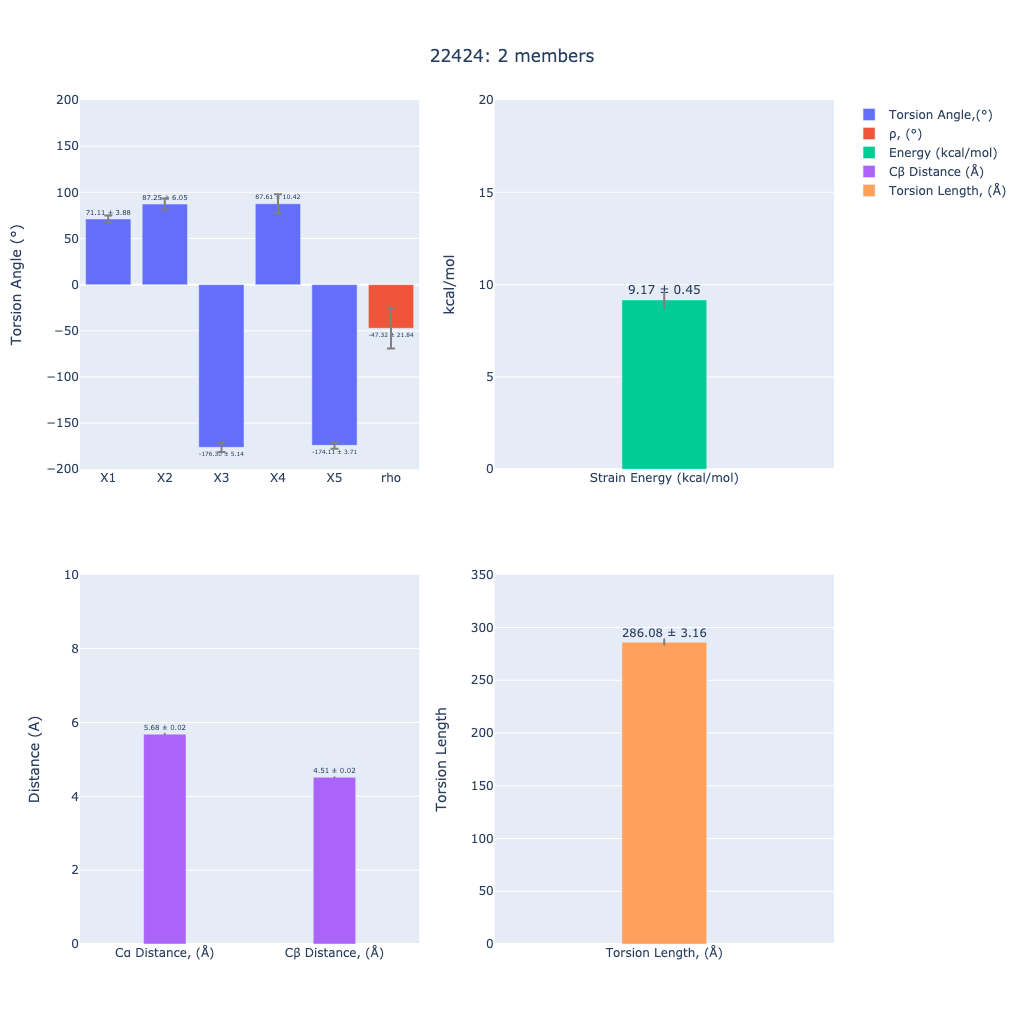 22424: 2 members
Torsion Angle (°)
200
150
100
50
0
−50
−100
−150
−200
71.11 ± 3.88
87.25 ± 6.05
-176.30 ± 5.14
87.61 ± 10.42
-174.11 ± 3.71
-47.32 ± 21.84
X1 X2 X3 X4 X5 rho
kcal/mol
20
15
10
5
0
9.17 ± 0.45
Strain Energy (kcal/mol)
Torsion Angle,(°)
ρ, (°)
Energy (kcal/mol)
Cβ Distance (Å)
Torsion Length, (Å)
Distance (A)
10
8
6
4
2
0
5.68 ± 0.02
4.51 ± 0.02
Cα Distance, (Å) Cβ Distance, (Å)
Torsion Length
350
300
250
200
150
100
50
0
286.08 ± 3.16
Torsion Length, (Å)